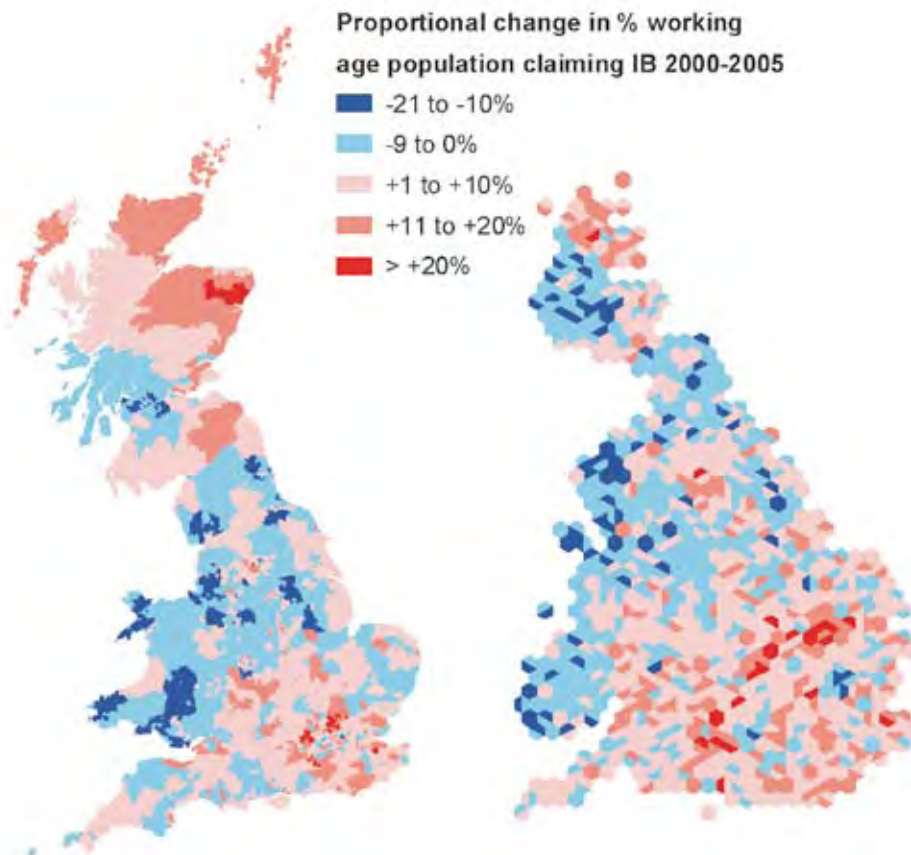 Proportional change in % working
age population claiming IB 2000-2005
-21 to -10%
-9 to 0%
+1 to +10%
+11 to +20%
> +20%